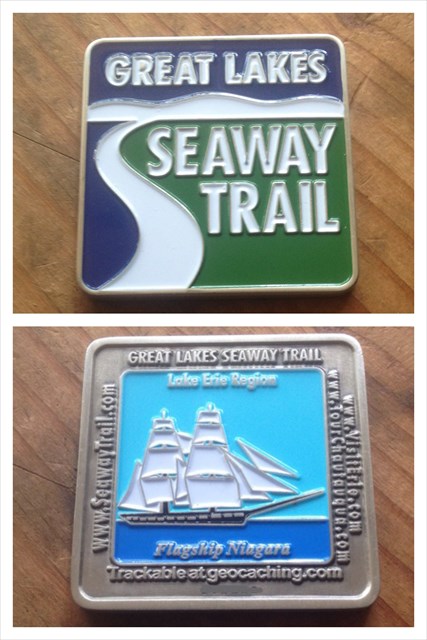 GREAT LAKES
SEAWAY
TRAIL
GREAT LAKES SEAWAY TRAIL
Lake Erie Region
www.SeawayTrail.com
www.VisitErie.com
www.TourChautauqua.com
Flagship Niagara
Trackable at geocaching.com